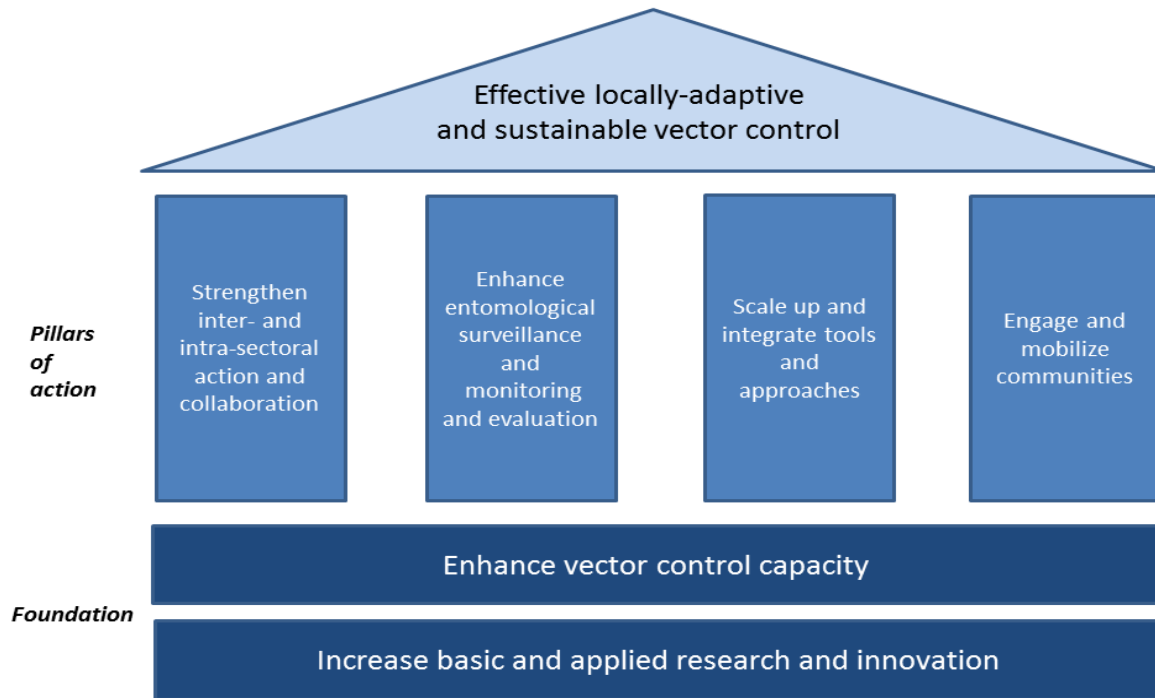 Effective locally-adaptive
and sustainable vector control
Pillars
of
action
Strengthen
inter- and
intra-sectoral
action and
collaboration
Enhance
entomological
surveillance
and
monitoring
and evaluation
Scale up and
integrate tools
and
approaches
Engage and
mobilize
communities
Foundation
Enhance vector control capacity
Increase basic and applied research and innovation